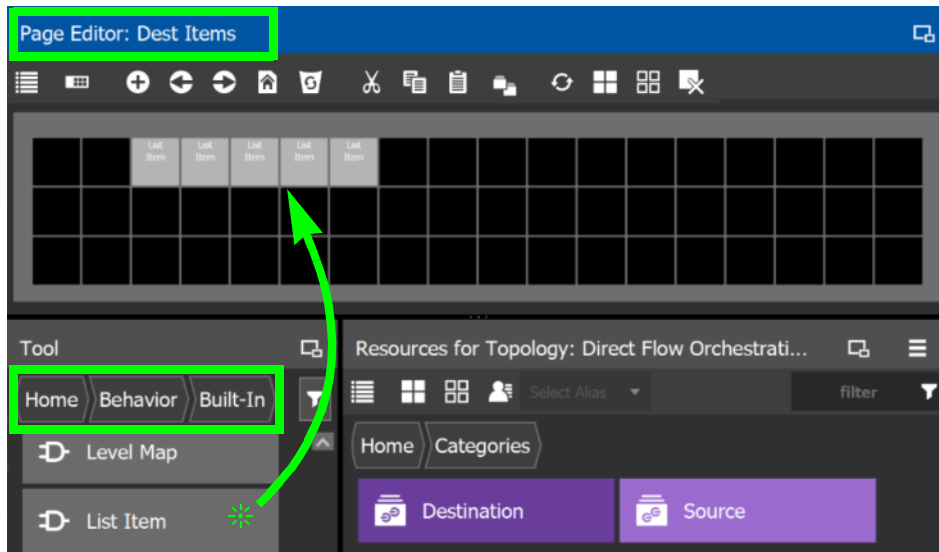 Page Editor: Dest Items
List Item
List Item
List Item
List Item
List Item
Tool
Resources for Topology: Direct Flow Orchestrati...
Home Behavior Built-In
Select Alias
filter
Level Map
Home Categories
List Item
Destination
Source